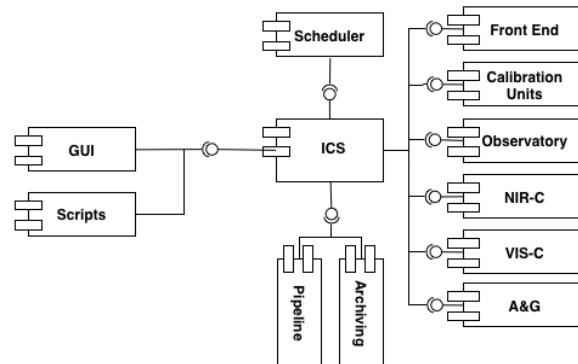 Scheduler
Front End
Calibration
Units
GUI
ICS
Observatory
Scripts
NIR-C
VIS-C
Pipeline
Archiving
A&G